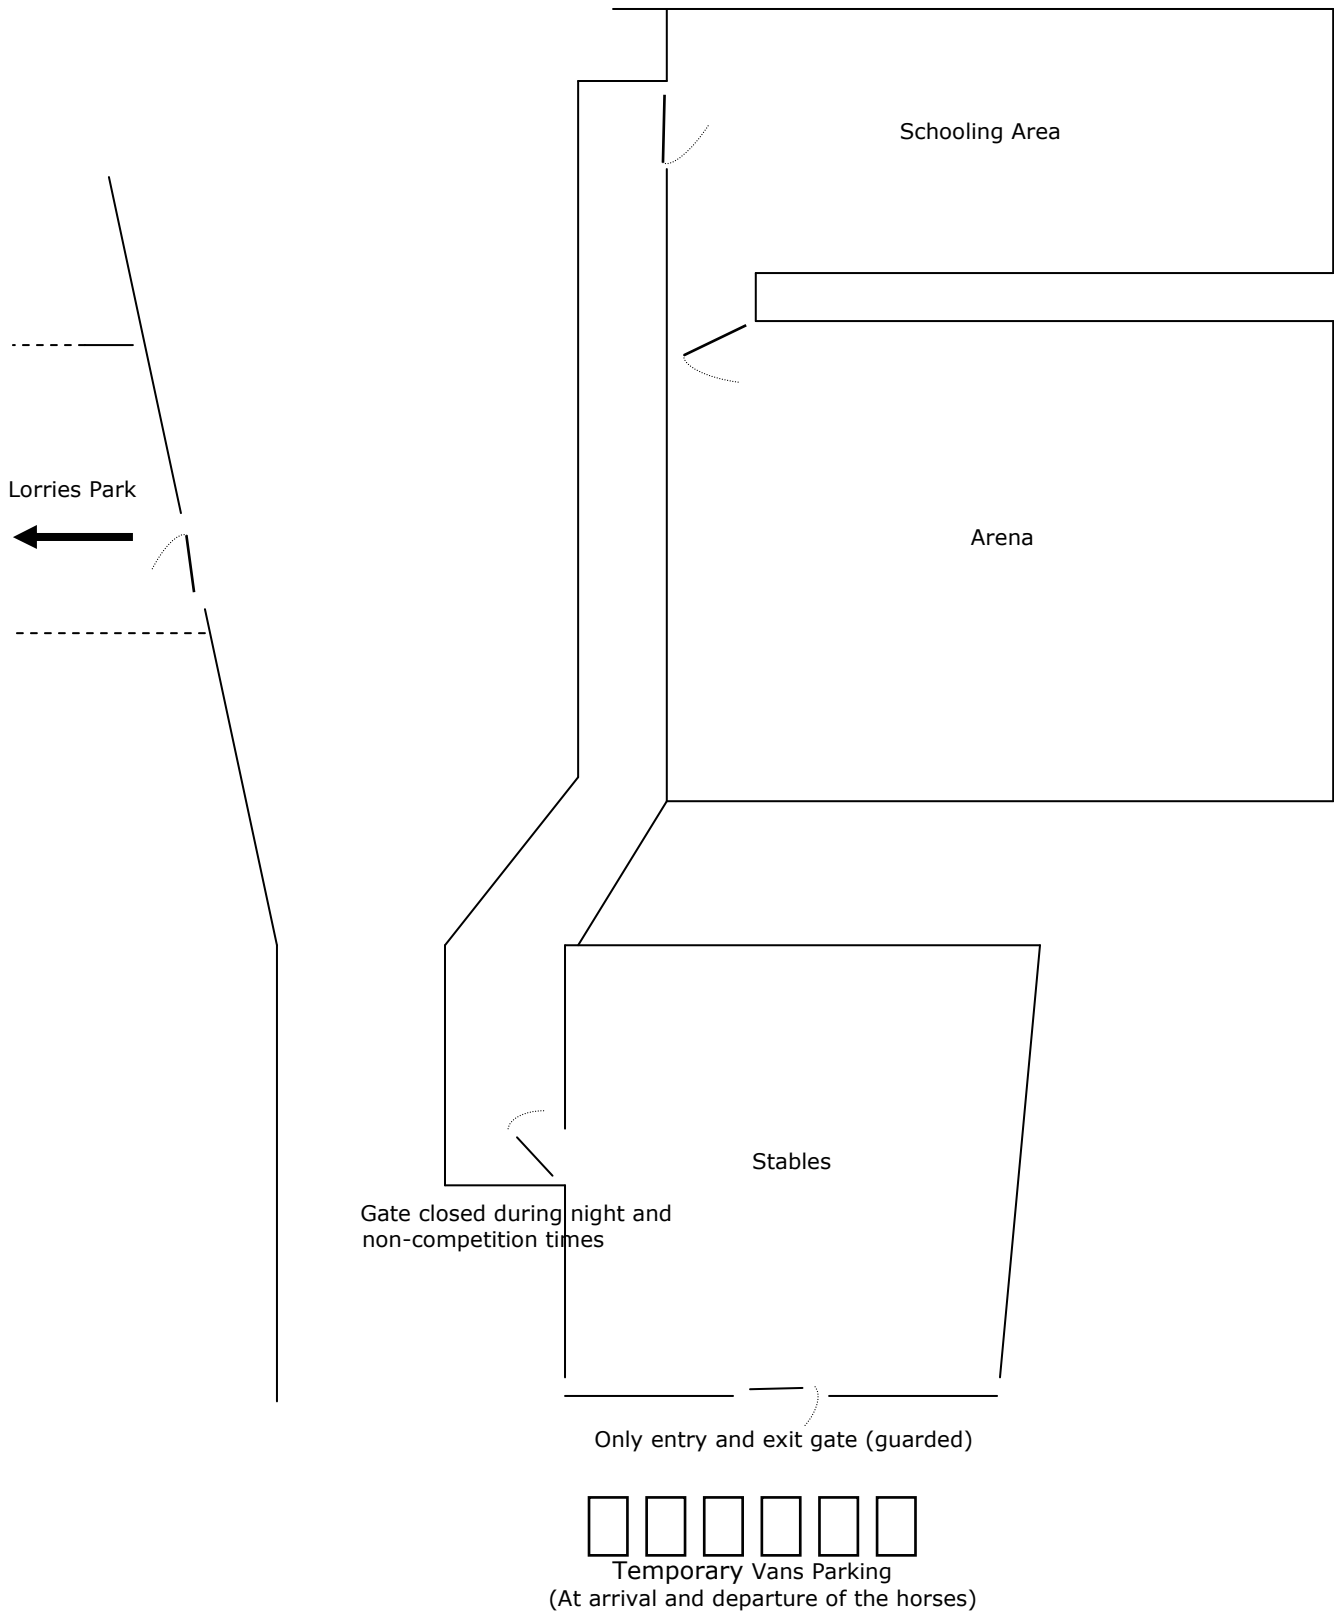 Schooling Area
Lorries Park
Arena
Stables
Gate closed during night and
non-competition times
Only entry and exit gate (guarded)
Temporary Vans Parking
(At arrival and departure of the horses)